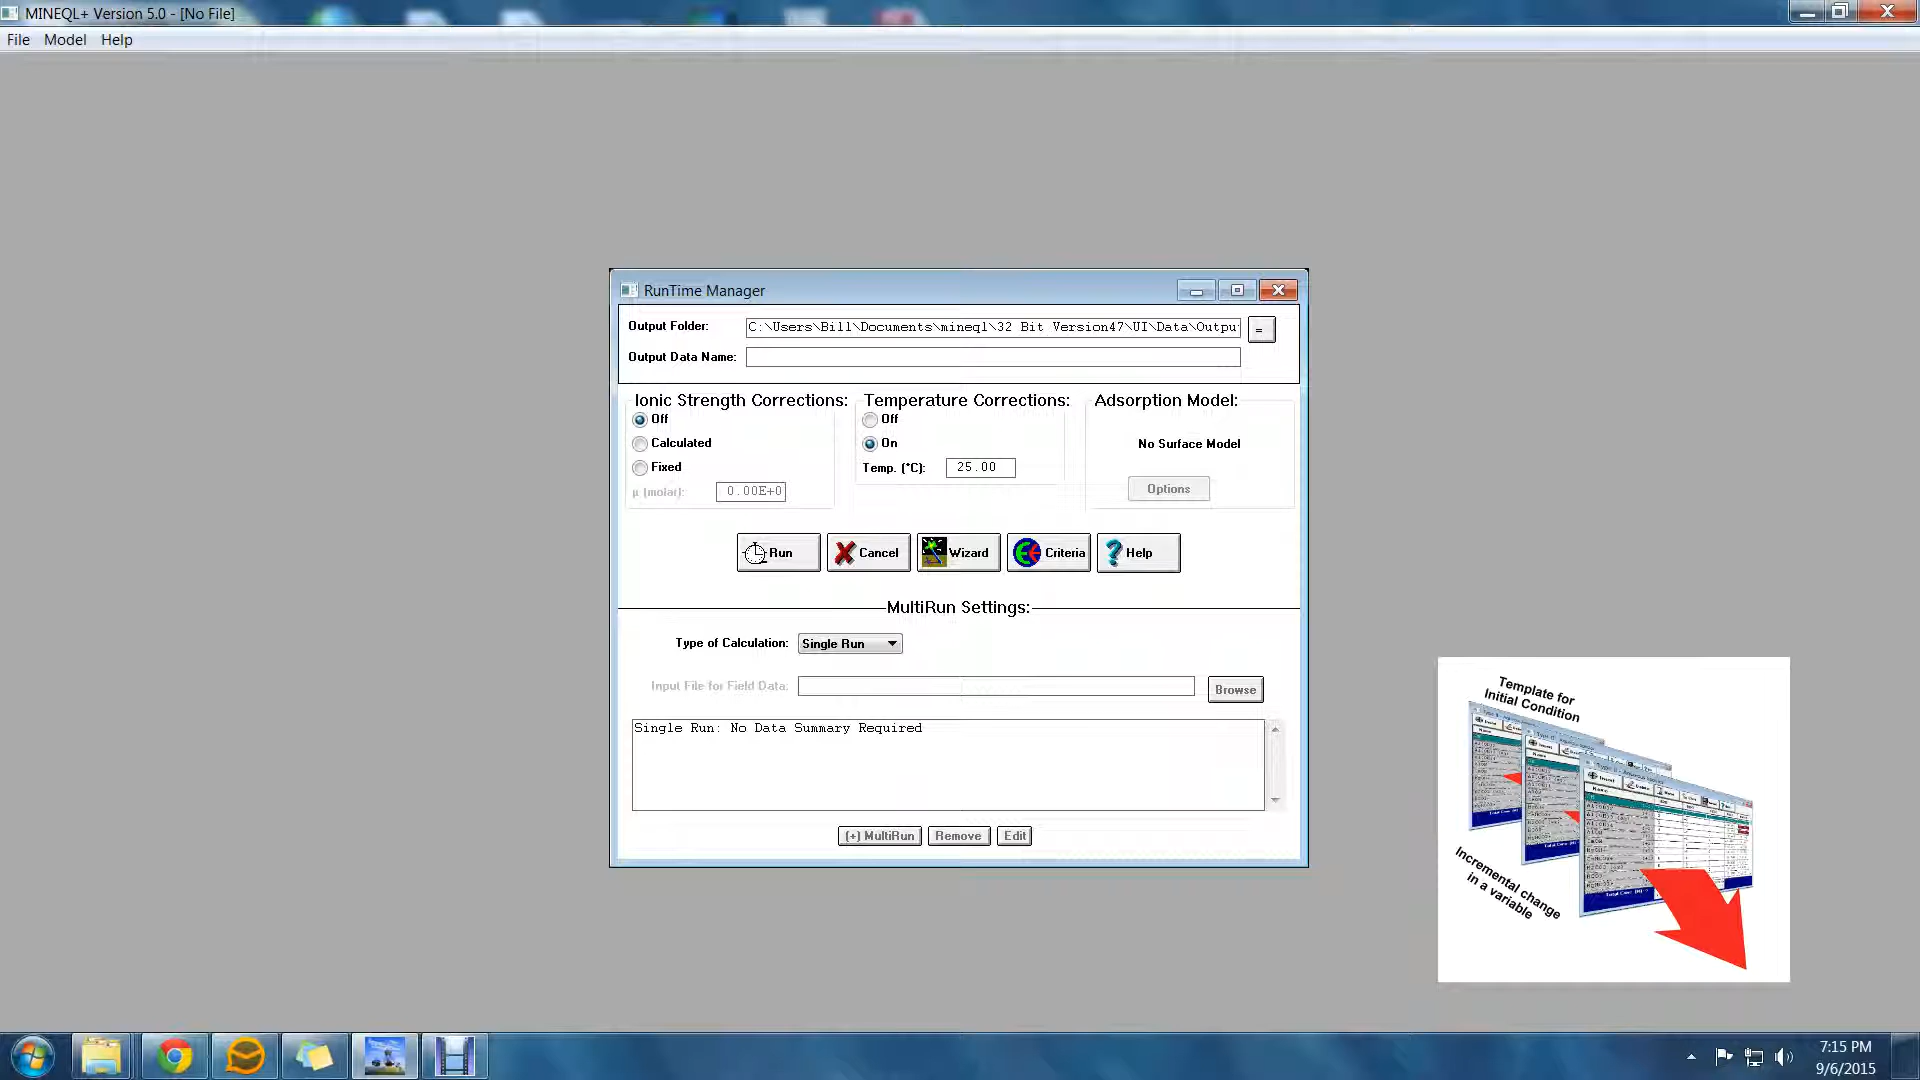 MINEQL+ Version 5.0 - [No File]
File Model Help
RunTime Manager
Output Folder: C:\Users\Bill\Documents\mineql\32 Bit Version47\UI\Data\Outpu
=
Output Data Name:
Ionic Strength Corrections: Temperature Corrections: Adsorption Model:
Off Off
Calculated On No Surface Model
Fixed Temp. (°C): 25.00
µ (molar): 0.00E+0 Options
Run Cancel Wizard Criteria Help
MultiRun Settings:
Type of Calculation: Single Run
Input File for Field Data: Browse
Single Run: No Data Summary Required
(+) MultiRun Remove Edit
Template for
Initial Condition
Incremental change
in a variable
7:15 PM
9/6/2015